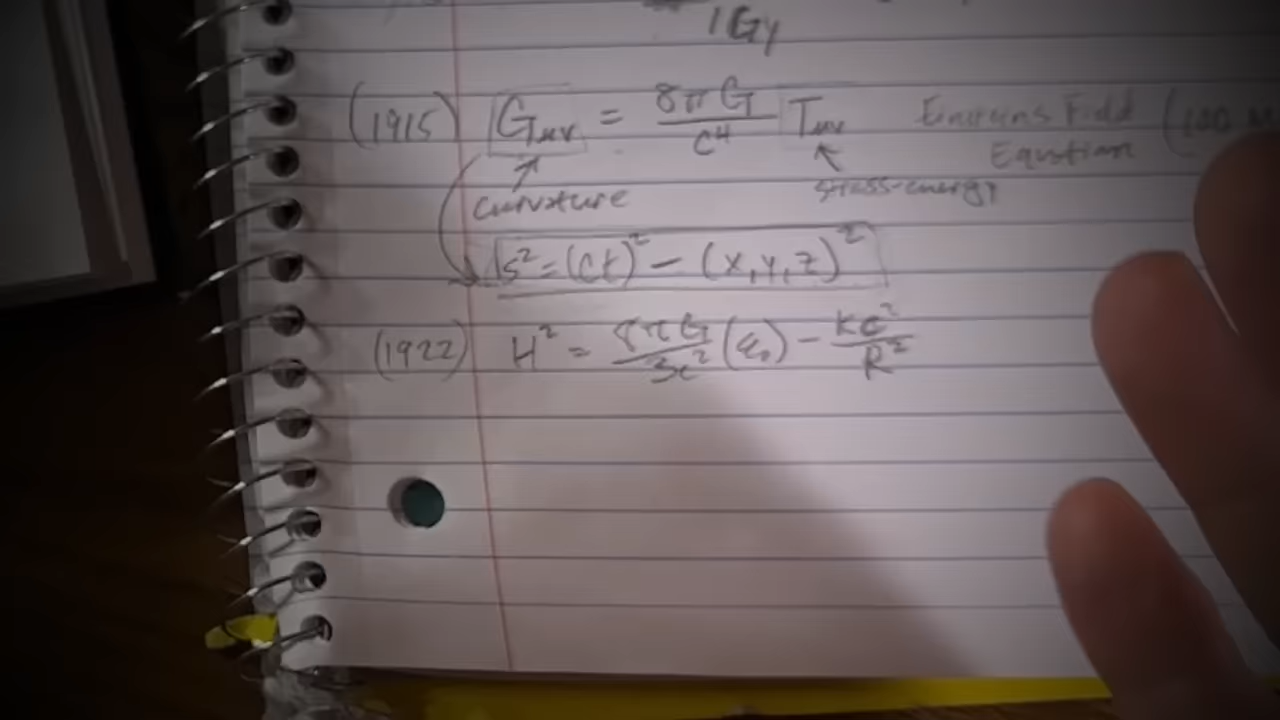 1Gy
(1915) Gμν = 8πG/c⁴ Tμν Einteins Field
Equation
curvature stress-energy
s² = (ct)² - (x,y,z)²
(1922) H² = 8πG/3c² (ε₀) - kc²/R²